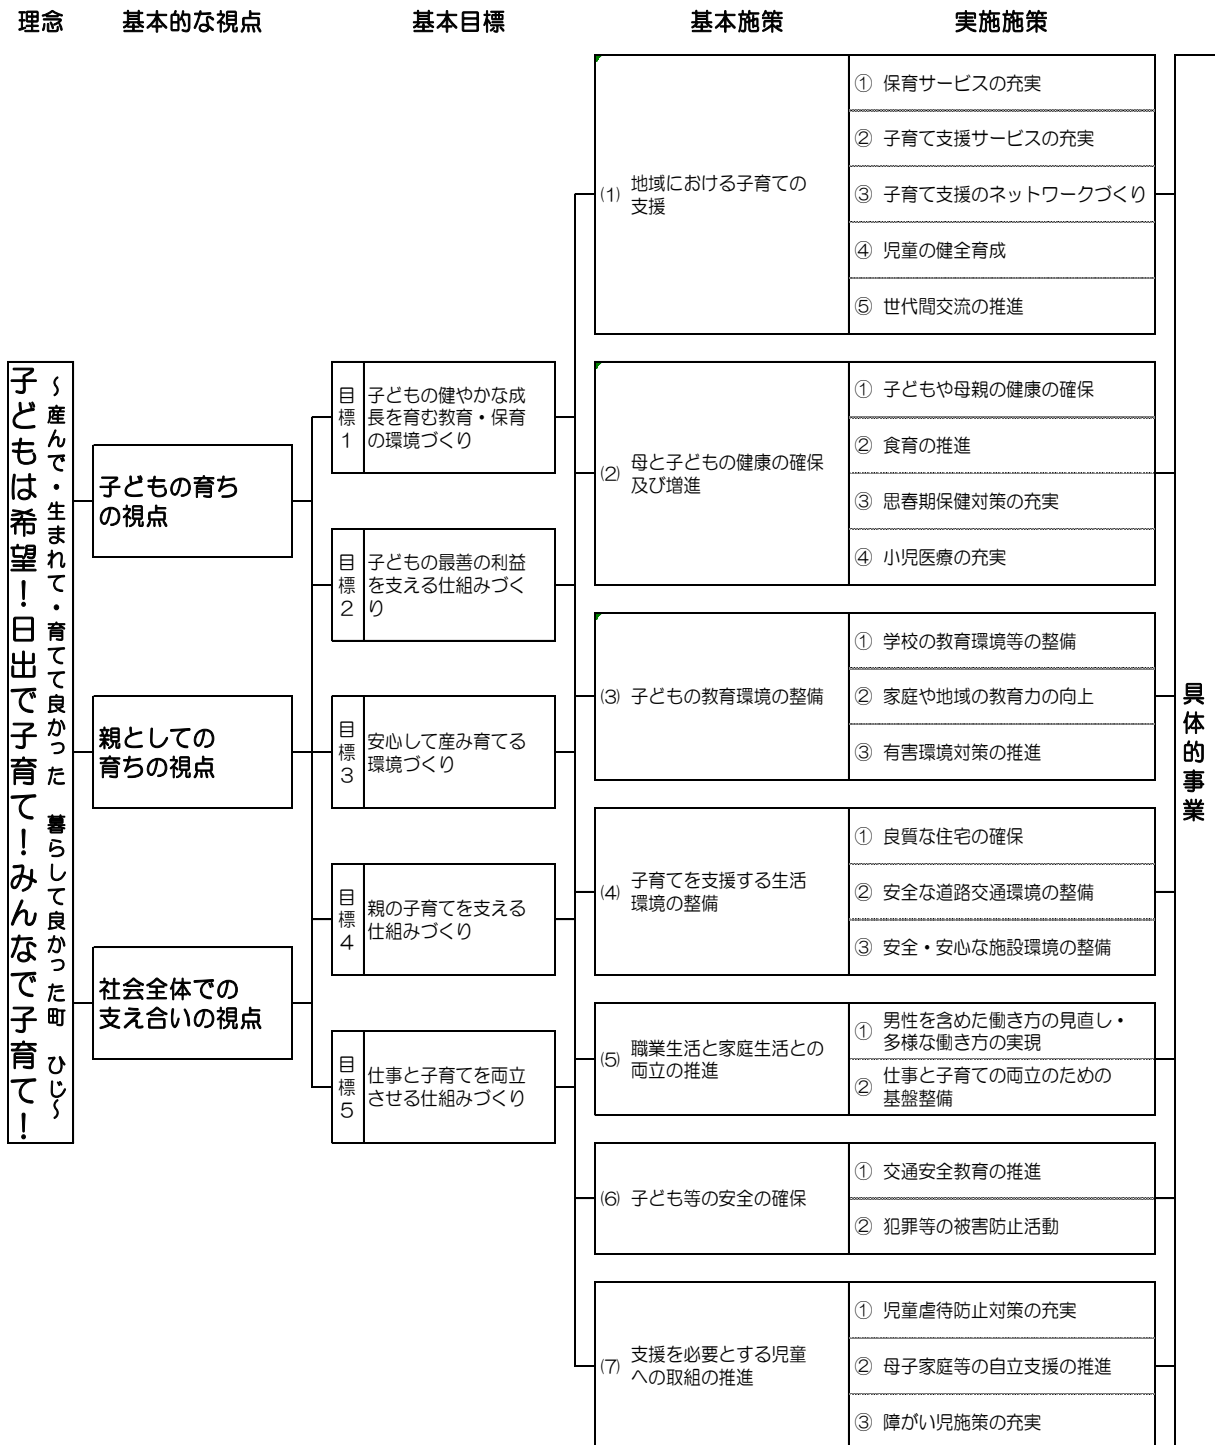 理念
基本的な視点
基本目標
基本施策
実施施策
子どもは希望！日出で子育て！みんなで子育て！
～産んで・生まれて・育てて良かった　暮らして良かった町　ひじ～
子どもの育ち
の視点
親としての
育ちの視点
社会全体での
支え合いの視点
目標1
子どもの健やかな成
長を育む教育・保育
の環境づくり
目標2
子どもの最善の利益
を支える仕組みづく
り
目標3
安心して産み育てる
環境づくり
目標4
親の子育てを支える
仕組みづくり
目標5
仕事と子育てを両立
させる仕組みづくり
⑴ 地域における子育ての
支援
① 保育サービスの充実
② 子育て支援サービスの充実
③ 子育て支援のネットワークづくり
④ 児童の健全育成
⑤ 世代間交流の推進
⑵ 母と子どもの健康の確保
及び増進
① 子どもや母親の健康の確保
② 食育の推進
③ 思春期保健対策の充実
④ 小児医療の充実
⑶ 子どもの教育環境の整備
① 学校の教育環境等の整備
② 家庭や地域の教育力の向上
③ 有害環境対策の推進
⑷ 子育てを支援する生活
環境の整備
① 良質な住宅の確保
② 安全な道路交通環境の整備
③ 安全・安心な施設環境の整備
⑸ 職業生活と家庭生活との
両立の推進
① 男性を含めた働き方の見直し・
多様な働き方の実現
② 仕事と子育ての両立のための
基盤整備
⑹ 子ども等の安全の確保
① 交通安全教育の推進
② 犯罪等の被害防止活動
⑺ 支援を必要とする児童
への取組の推進
① 児童虐待防止対策の充実
② 母子家庭等の自立支援の推進
③ 障がい児施策の充実
具体的事業